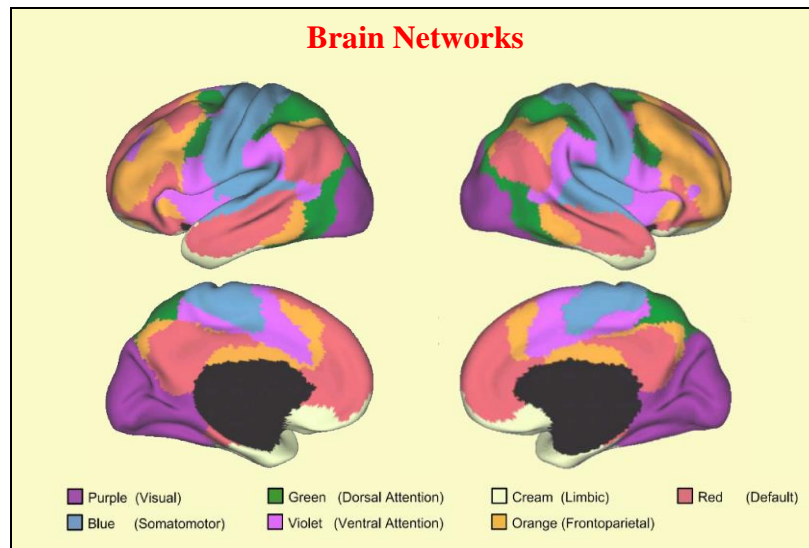 Brain Networks
Purple (Visual) Green (Dorsal Attention) Cream (Limbic) Red (Default)
Blue (Somatomotor) Violet (Ventral Attention) Orange (Frontoparietal)